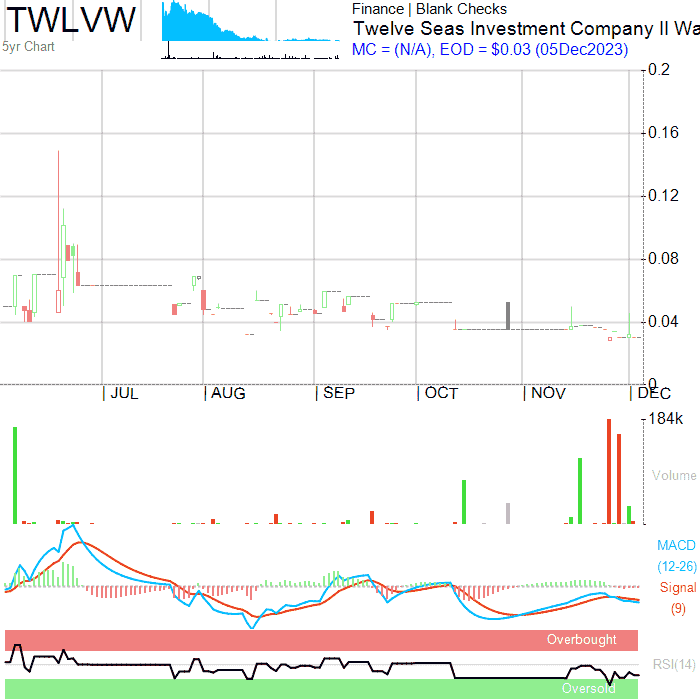 TWLVW
5yr Chart
Finance | Blank Checks
Twelve Seas Investment Company II Wa
MC = (N/A), EOD = $0.03 (05Dec2023)
0.2
0.16
0.12
0.08
0.04
0
JUL AUG SEP OCT NOV DEC
184k
Volume
MACD
(12-26)
Signal
(9)
Overbought
RSI(14)
Oversold